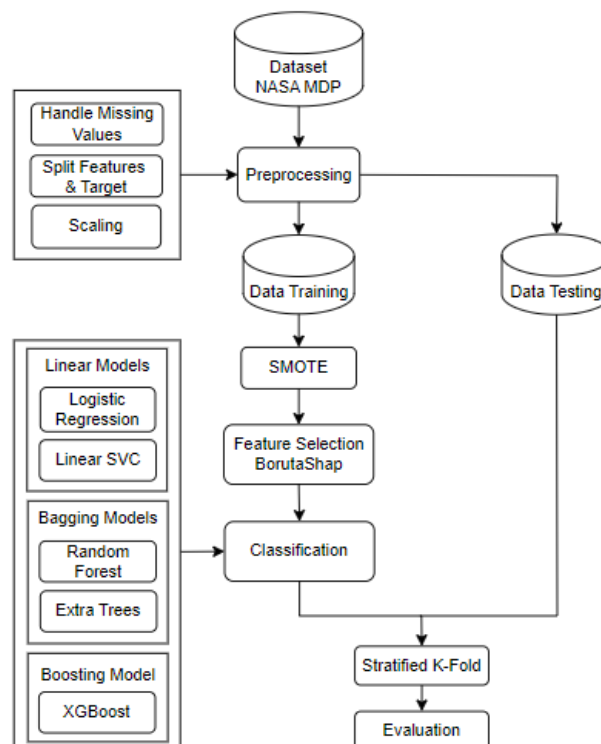 Dataset
NASA MDP
Handle Missing
Values
Split Features
& Target
Scaling
Preprocessing
Data Training
Data Testing
SMOTE
Feature Selection
BorutaShap
Linear Models
Logistic
Regression
Linear SVC
Bagging Models
Random
Forest
Extra Trees
Boosting Model
XGBoost
Classification
Stratified K-Fold
Evaluation